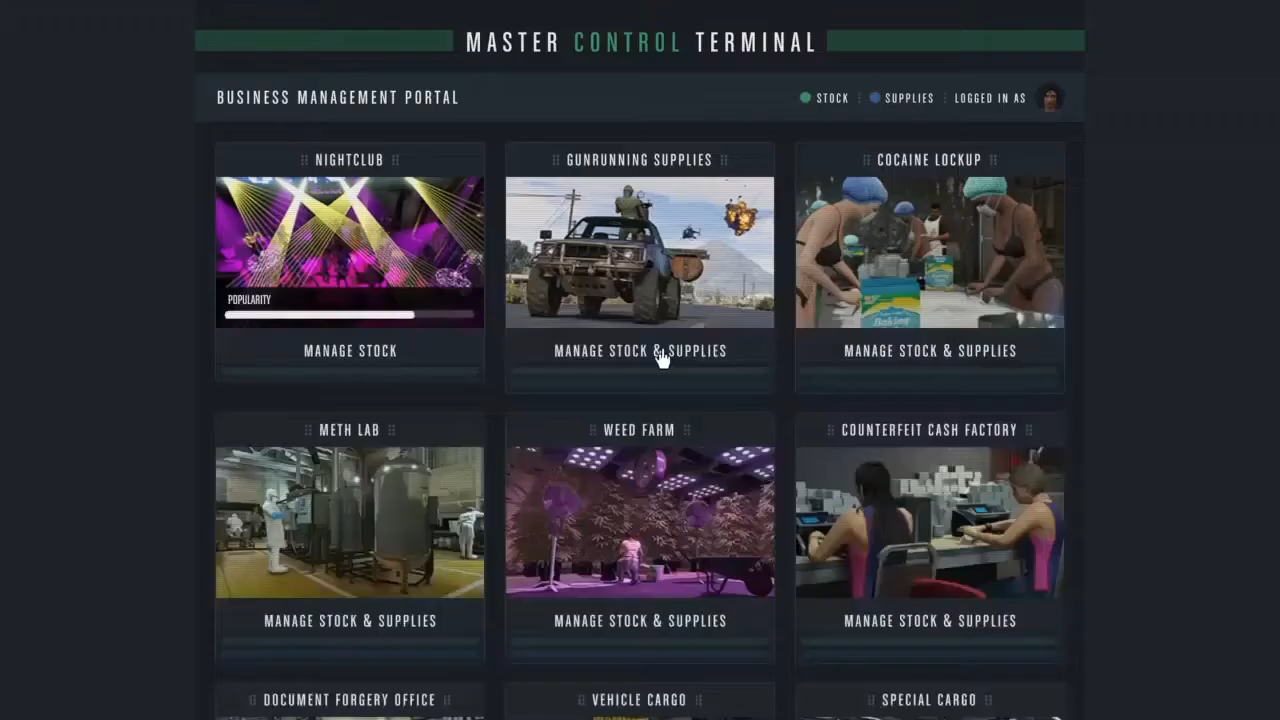 MASTER CONTROL TERMINAL
BUSINESS MANAGEMENT PORTAL
STOCK
SUPPLIES
LOGGED IN AS
NIGHTCLUB
GUNRUNNING SUPPLIES
COCAINE LOCKUP
POPULARITY
Baking
MANAGE STOCK
MANAGE STOCK & SUPPLIES
MANAGE STOCK & SUPPLIES
METH LAB
WEED FARM
COUNTERFEIT CASH FACTORY
MANAGE STOCK & SUPPLIES
MANAGE STOCK & SUPPLIES
MANAGE STOCK & SUPPLIES
DOCUMENT FORGERY OFFICE
VEHICLE CARGO
SPECIAL CARGO